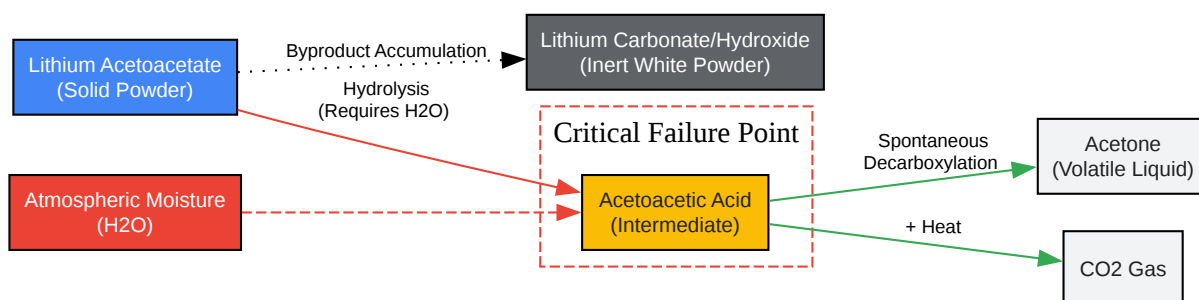 Lithium Acetoacetate
(Solid Powder)
Byproduct Accumulation
Lithium Carbonate/Hydroxide
(Inert White Powder)
Hydrolysis
(Requires H2O)
Critical Failure Point
Atmospheric Moisture
(H2O)
Acetoacetic Acid
(Intermediate)
Spontaneous
Decarboxylation
Acetone
(Volatile Liquid)
+ Heat
CO2 Gas